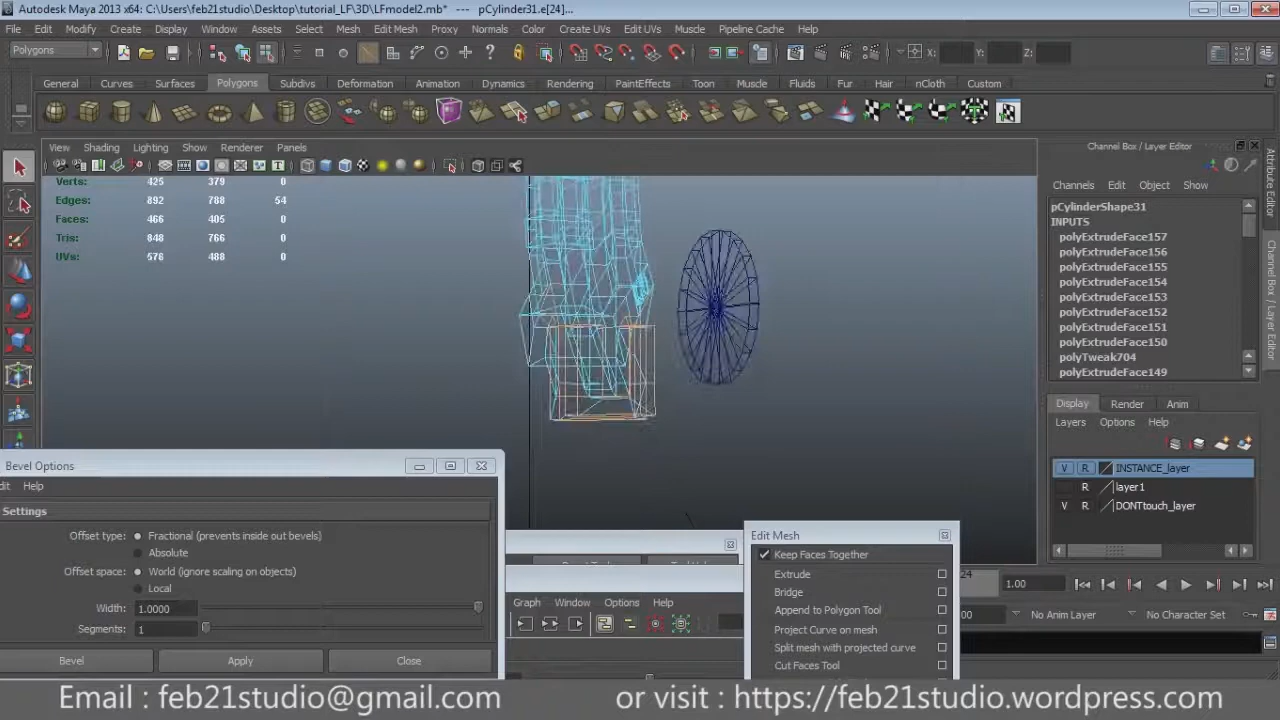 Autodesk Maya 2013 x64: C:\Users\feb21studio\Desktop\tutorial_LF\3D\LFmodel2.mb* --- pCylinder31.e[24]...
File Edit Modify Create Display Window Assets Select Mesh Edit Mesh Proxy Normals Color Create UVs Edit UVs Muscle Pipeline Cache Help
Polygons X: Y: Z:
General Curves Surfaces Polygons Subdivs Deformation Animation Dynamics Rendering PaintEffects Toon Muscle Fluids Fur Hair nCloth Custom
View Shading Lighting Show Renderer Panels
Channel Box / Layer Editor
Verts: 425 379 0
Edges: 892 788 54
Faces: 466 405 0
Tris: 848 766 0
UVs: 576 488 0
Channels Edit Object Show
pCylinderShape31
INPUTS
polyExtrudeFace157
polyExtrudeFace156
polyExtrudeFace155
polyExtrudeFace154
polyExtrudeFace153
polyExtrudeFace152
polyExtrudeFace151
polyExtrudeFace150
polyTweak704
polyExtrudeFace149
Attribute Editor
Channel Box / Layer Editor
Display Render Anim
Layers Options Help
V R INSTANCE_layer
R layer1
V DONTtouch_layer
Bevel Options
dit Help
Settings
Offset type: Fractional (prevents inside out bevels)
Absolute
Offset space: World (ignore scaling on objects)
Local
Width: 1.0000
Segments: 1
Bevel Apply Close
Graph Window Options Help
Edit Mesh
Keep Faces Together
Extrude
Bridge
Append to Polygon Tool
Project Curve on mesh
Split mesh with projected curve
Cut Faces Tool
24 1.00
00 No Anim Layer No Character Set
Email : feb21studio@gmail.com or visit : https://feb21studio.wordpress.com